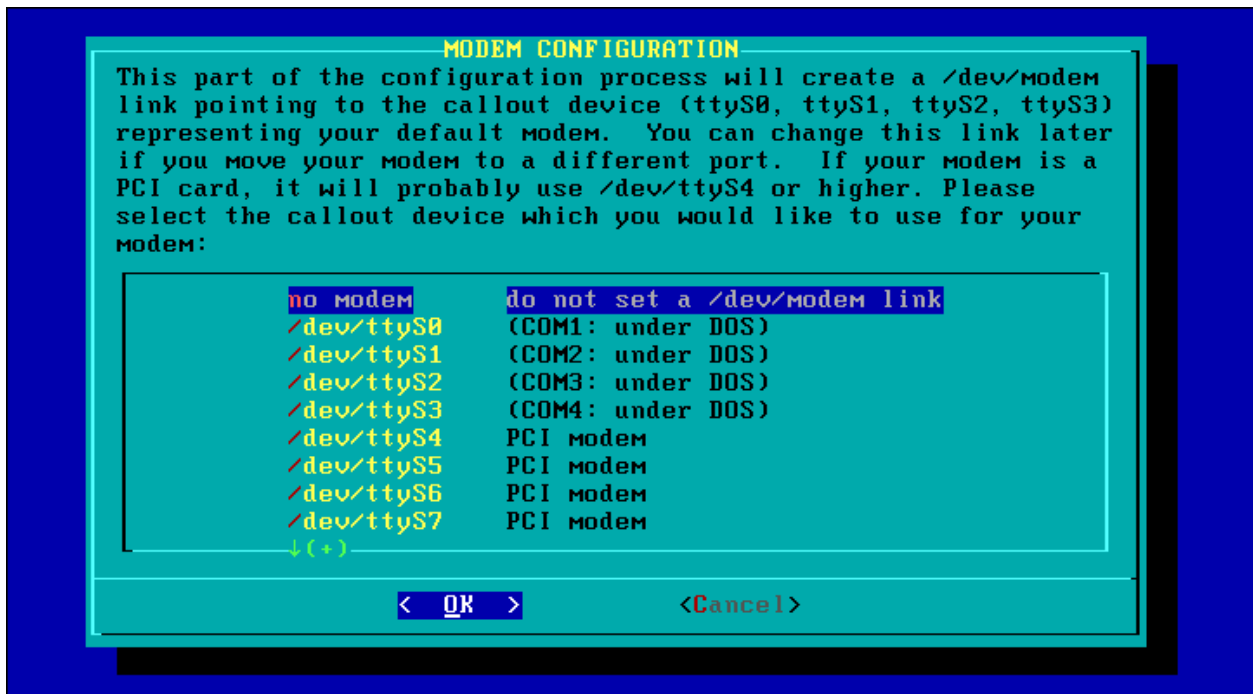 MODEM CONFIGURATION
This part of the configuration process will create a /dev/modem
link pointing to the callout device (ttyS0, ttyS1, ttyS2, ttyS3)
representing your default modem.  You can change this link later
if you move your modem to a different port.  If your modem is a
PCI card, it will probably use /dev/ttyS4 or higher. Please
select the callout device which you would like to use for your
modem:
no modem do not set a /dev/modem link
/dev/ttyS0 (COM1: under DOS)
/dev/ttyS1 (COM2: under DOS)
/dev/ttyS2 (COM3: under DOS)
/dev/ttyS3 (COM4: under DOS)
/dev/ttyS4 PCI modem
/dev/ttyS5 PCI modem
/dev/ttyS6 PCI modem
/dev/ttyS7 PCI modem
↓(+)
< OK > <Cancel>